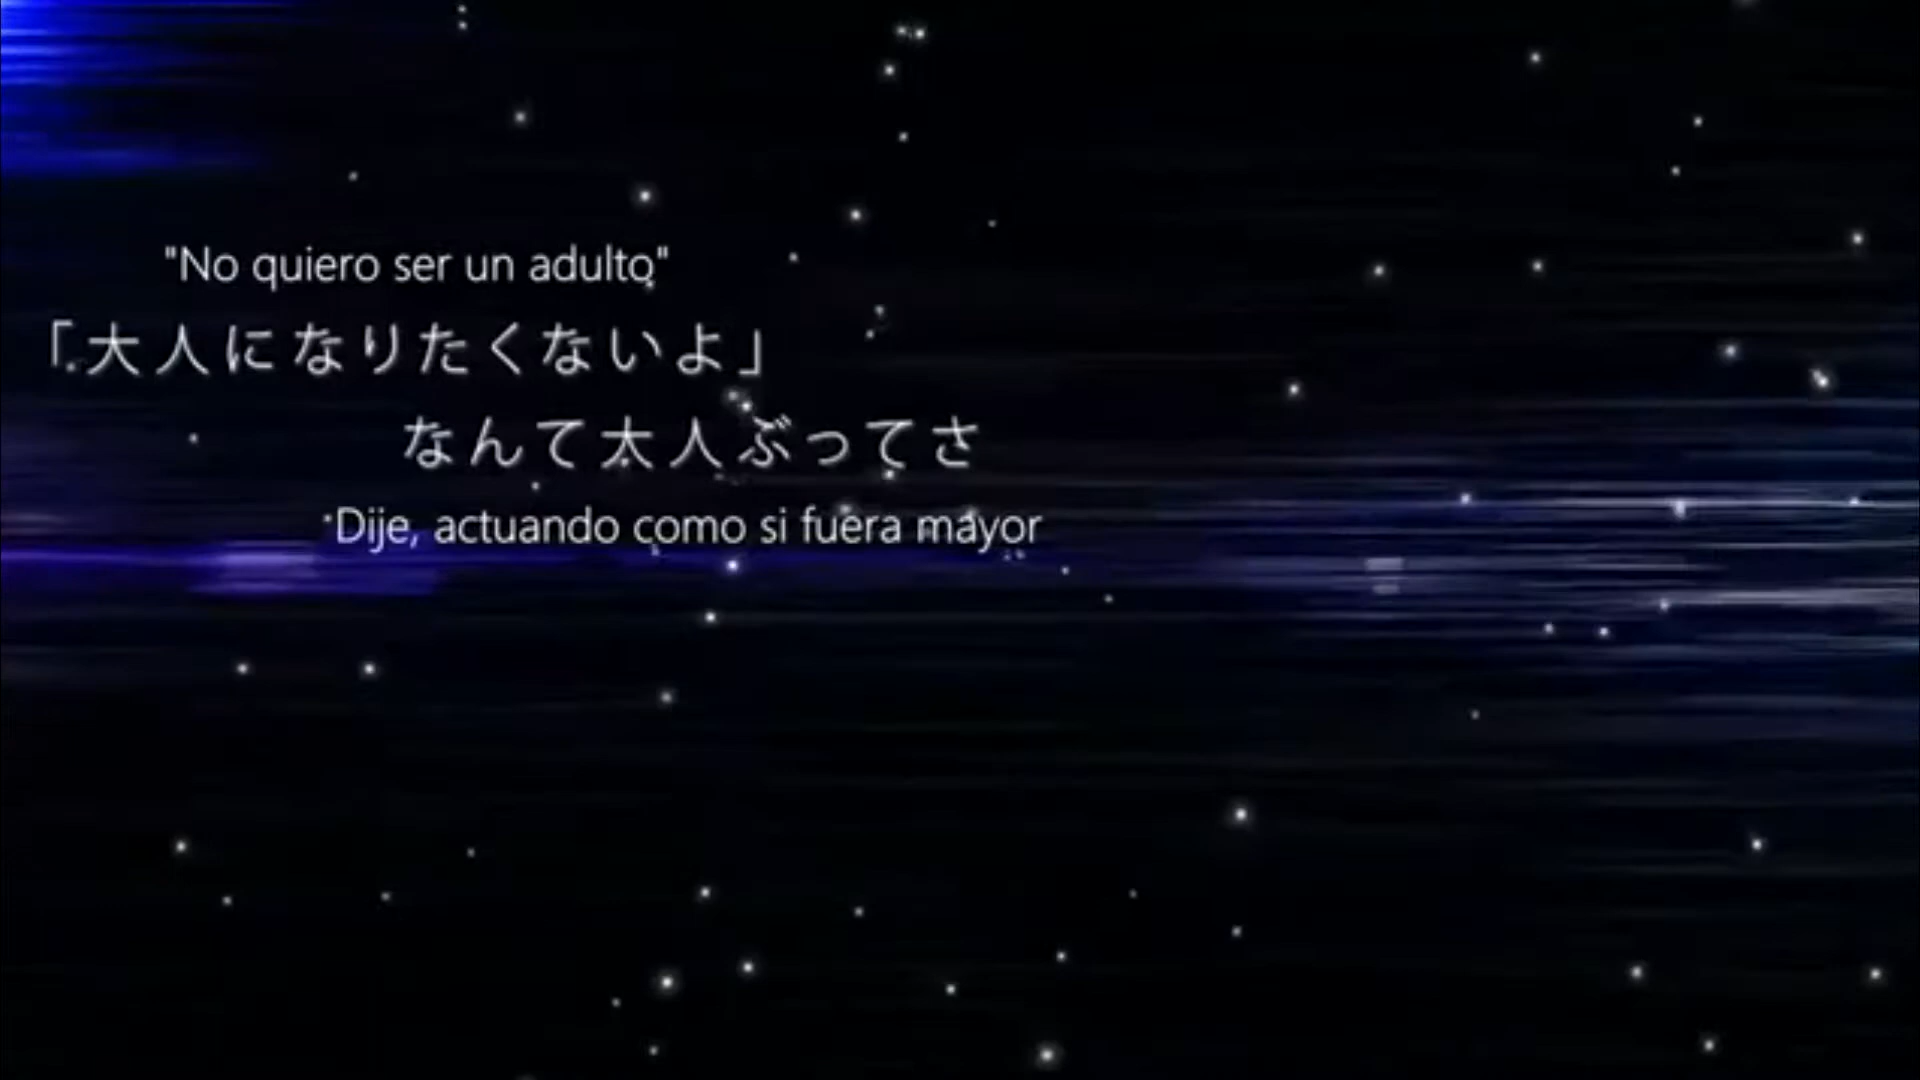 "No quiero ser un adulto"
「大人になりたくないよ」
なんて大人ぶってさ
Dije, actuando como si fuera mayor